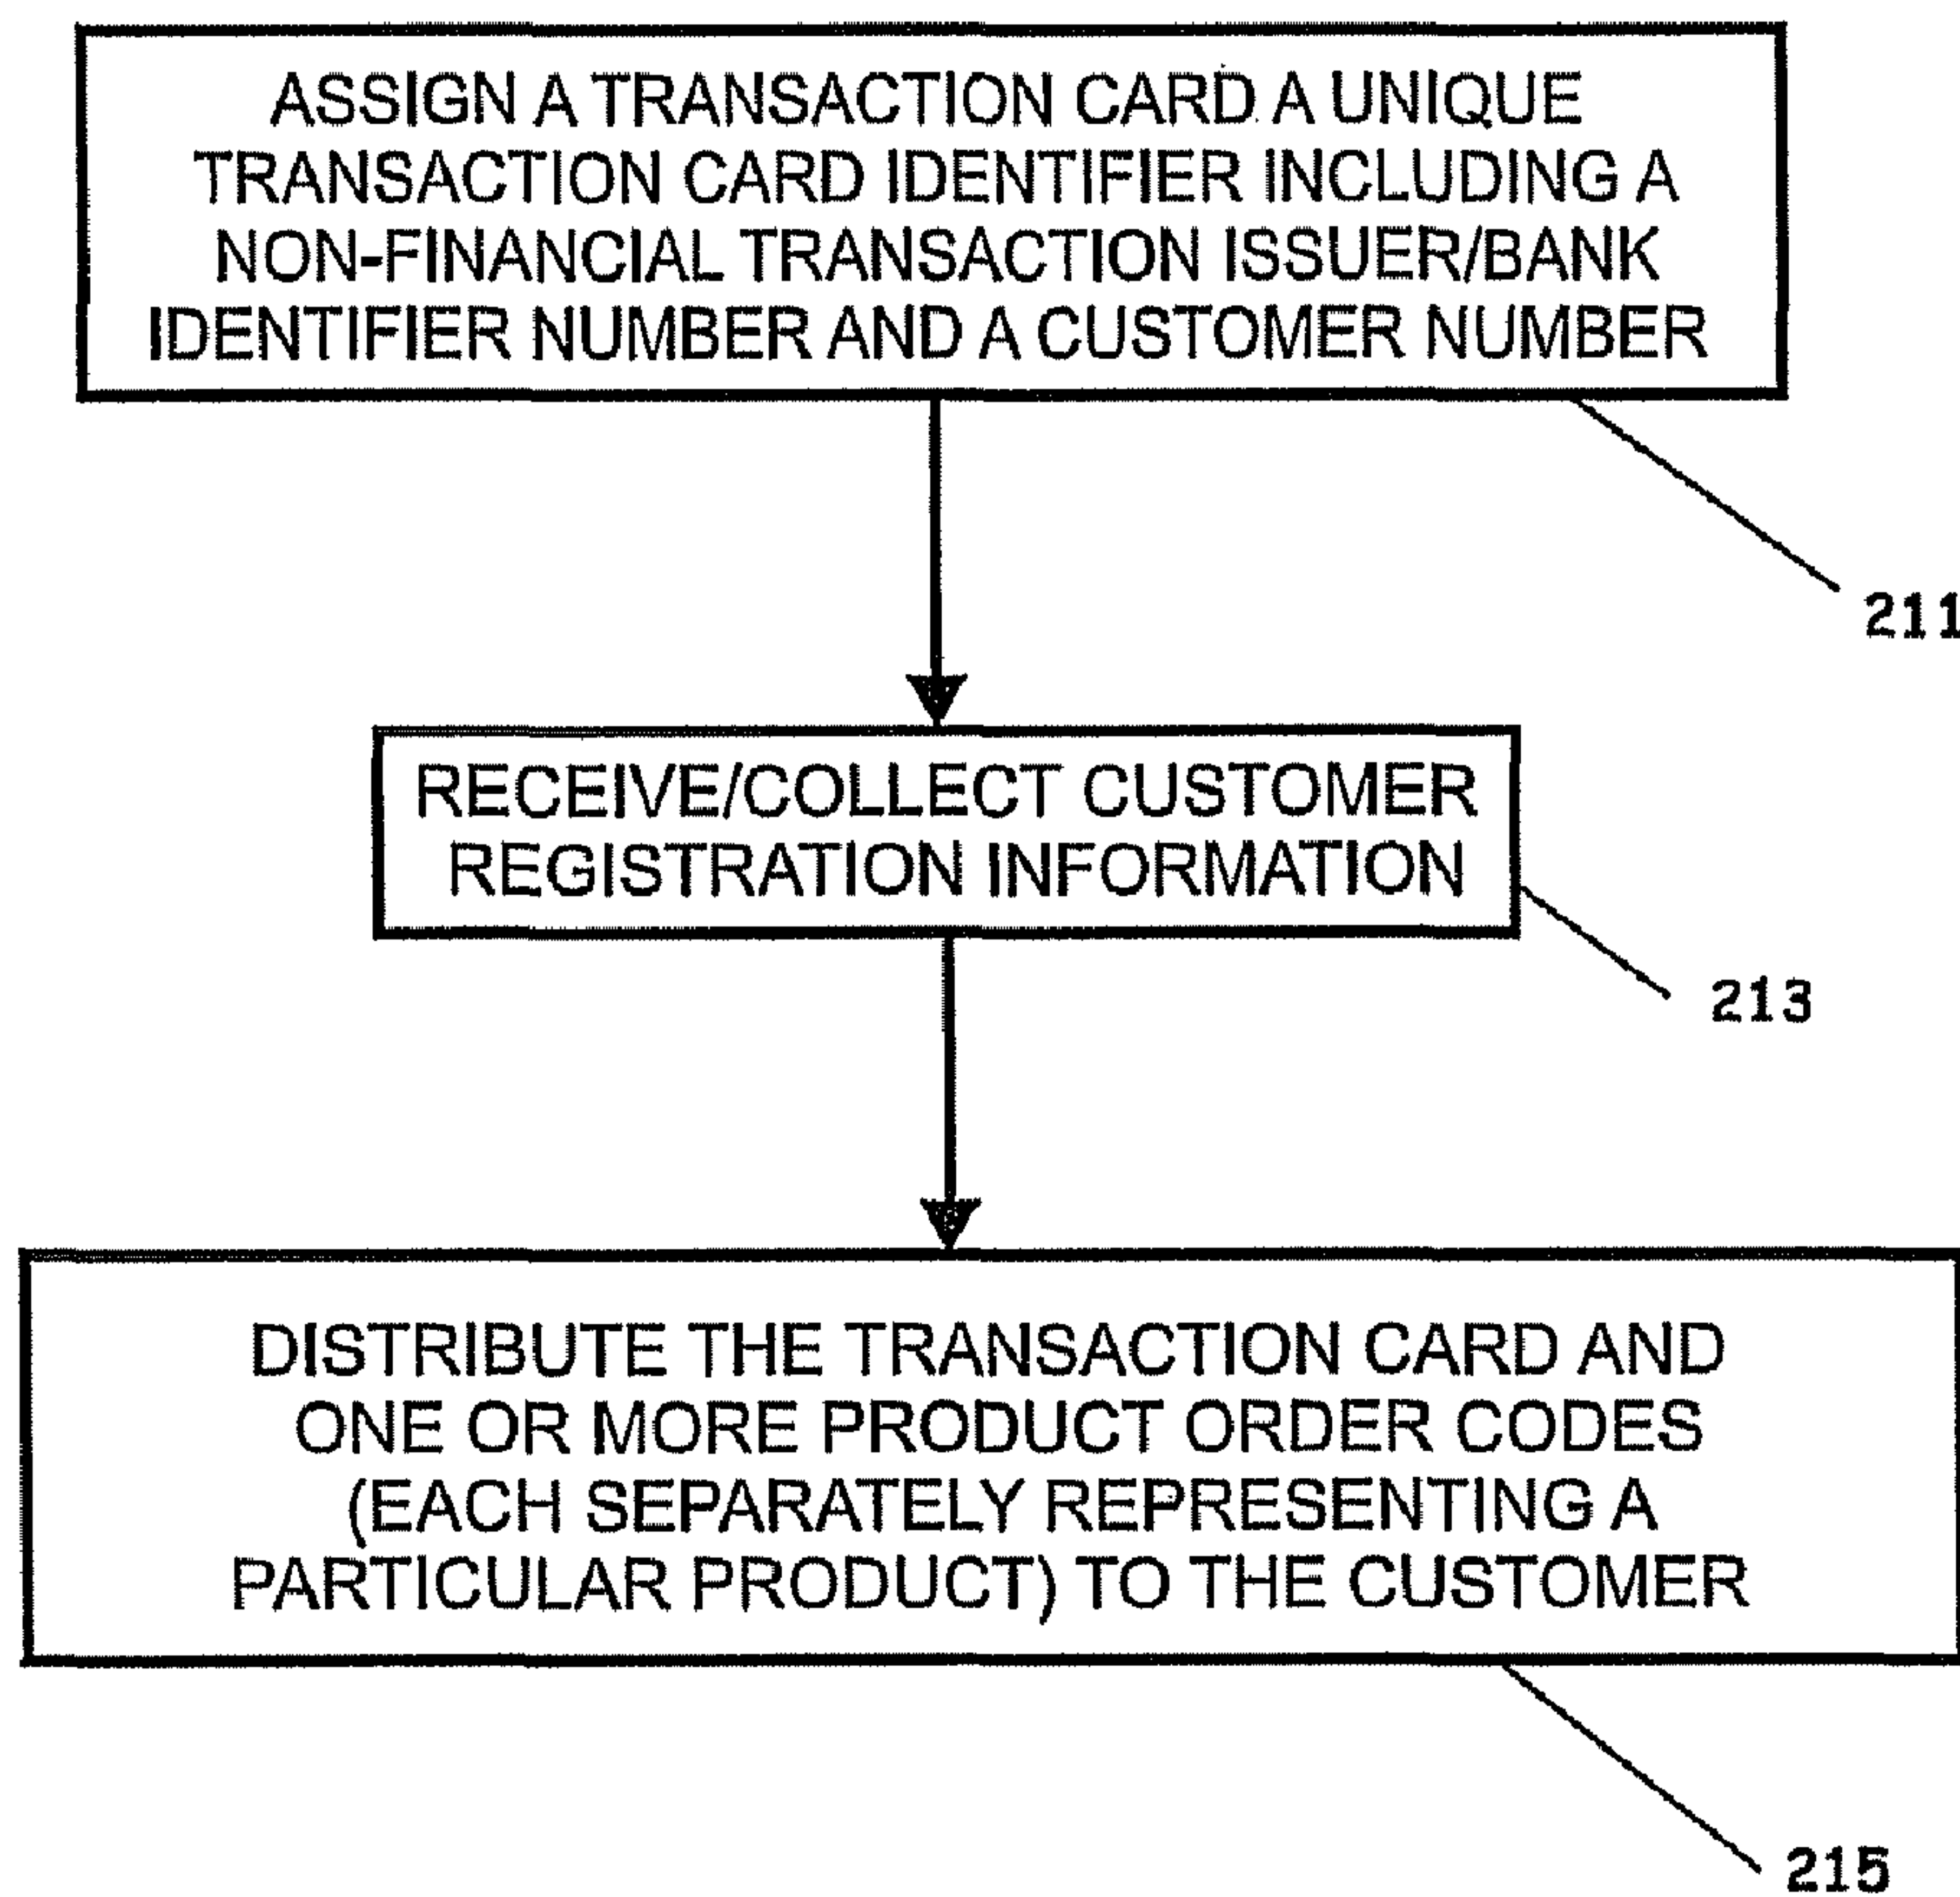 ASSIGN A TRANSACTION CARD A UNIQUE
TRANSACTION CARD IDENTIFIER INCLUDING A
NON-FINANCIAL TRANSACTION ISSUER/BANK
IDENTIFIER NUMBER AND A CUSTOMER NUMBER
211
RECEIVE/COLLECT CUSTOMER
REGISTRATION INFORMATION
213
DISTRIBUTE THE TRANSACTION CARD AND
ONE OR MORE PRODUCT ORDER CODES
(EACH SEPARATELY REPRESENTING A
PARTICULAR PRODUCT) TO THE CUSTOMER
215